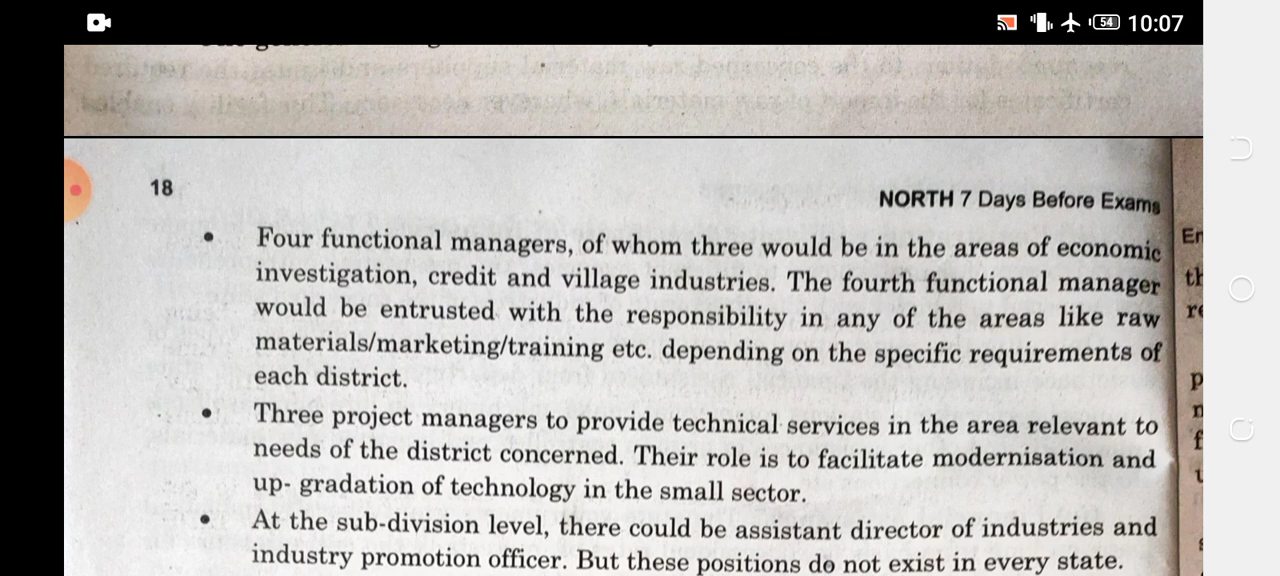 54 10:07
18
NORTH 7 Days Before Exams
• Four functional managers, of whom three would be in the areas of economic
investigation, credit and village industries. The fourth functional manager
would be entrusted with the responsibility in any of the areas like raw
materials/marketing/training etc. depending on the specific requirements of
each district.
• Three project managers to provide technical services in the area relevant to
needs of the district concerned. Their role is to facilitate modernisation and
up- gradation of technology in the small sector.
• At the sub-division level, there could be assistant director of industries and
industry promotion officer. But these positions do not exist in every state.